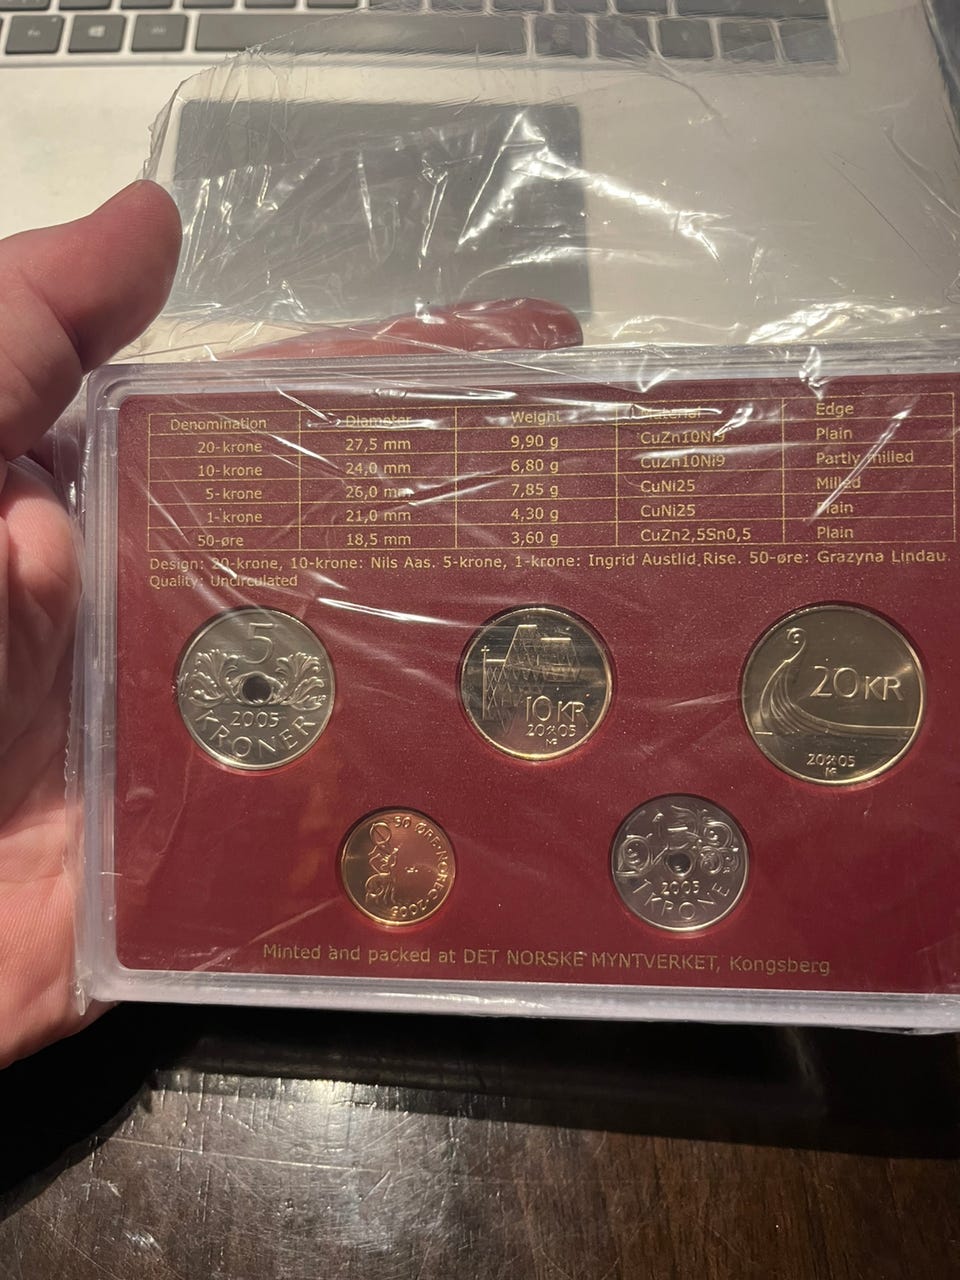 Denomination Diameter Weight Material Edge
20-krone 27,5 mm 9,90 g CuZn10Ni9 Plain
10-krone 24,0 mm 6,80 g CuZn10Ni9 Partly milled
5-krone 26,0 mm 7,85 g CuNi25 Milled
1-krone 21,0 mm 4,30 g CuNi25 Plain
50-øre 18,5 mm 3,60 g CuZn2,5Sn0,5 Plain
Design: 20-krone, 10-krone: Nils Aas. 5-krone, 1-krone: Ingrid Austlid Rise. 50-øre: Grazyna Lindau.
Quality: Uncirculated
5
2005
KRONER
10 KR
20 05
20 KR
20 05
50 ØRE·NOREG·2005
2005
1 KRONE
Minted and packed at DET NORSKE MYNTVERKET, Kongsberg